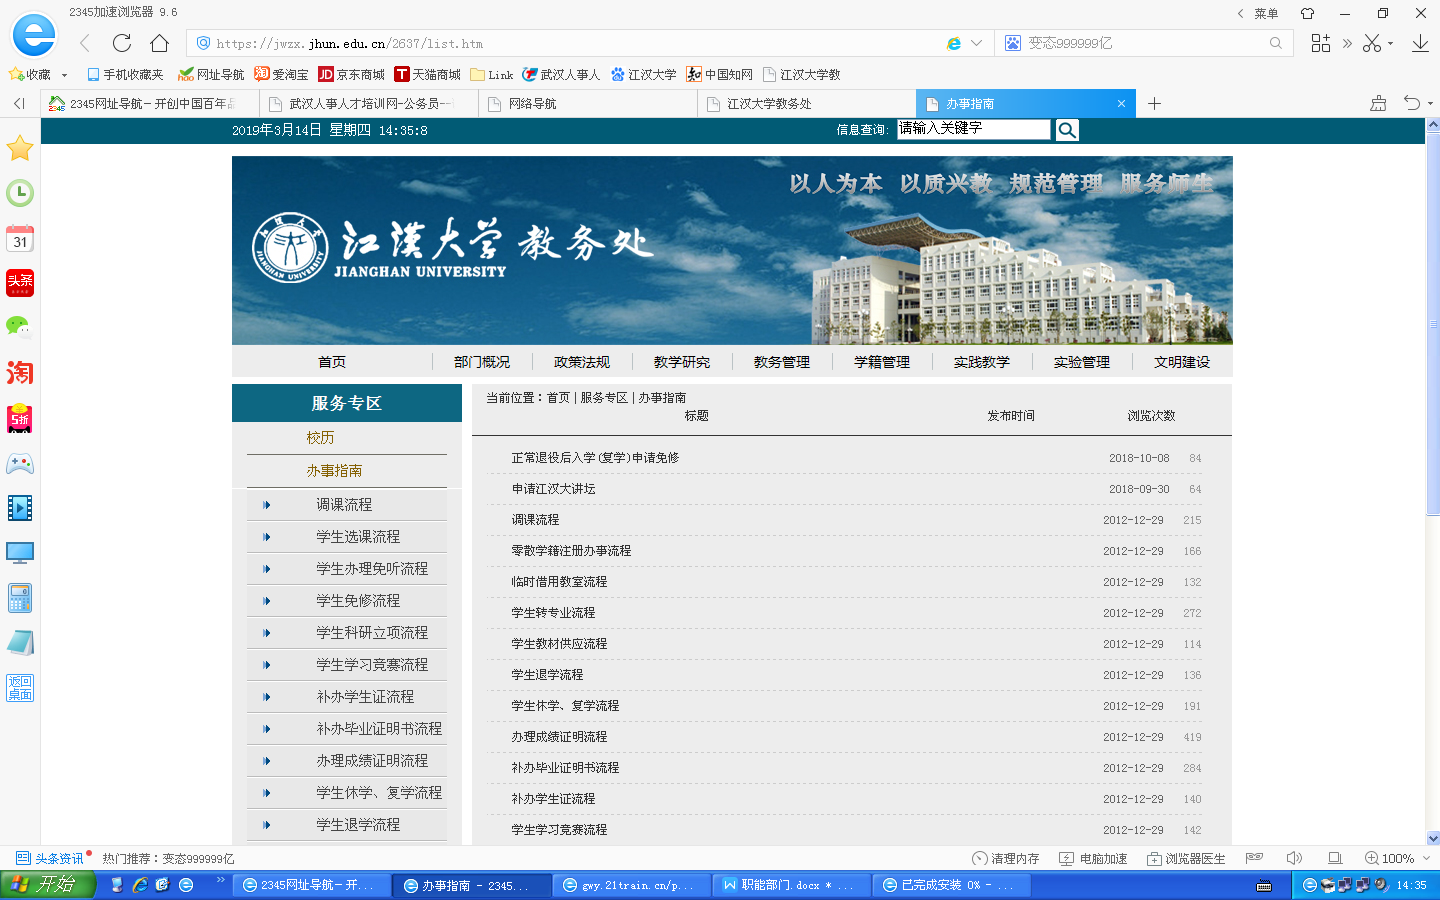 2345加速浏览器 9.6
菜单
https://jwzx.jhun.edu.cn/2637/list.htm
变态999999亿
收藏 手机收藏夹 网址导航 爱淘宝 京东商城 天猫商城 Link 武汉人事人 江汉大学 中国知网 江汉大学教
2345网址导航－开创中国百年品 武汉人事人才培训网-公务员-- 网络导航 江汉大学教务处 办事指南
2019年3月14日 星期四 14:35:8
信息查询: 请输入关键字
31
头条
淘
5折
返回
桌面
以人为本 以质兴教 规范管理 服务师生
江汉大学 教务处
JIANGHAN UNIVERSITY
首页 部门概况 政策法规 教学研究 教务管理 学籍管理 实践教学 实验管理 文明建设
服务专区
校历
办事指南
调课流程
学生选课流程
学生办理免听流程
学生免修流程
学生科研立项流程
学生学习竞赛流程
补办学生证流程
补办毕业证明书流程
办理成绩证明流程
学生休学、复学流程
学生退学流程
当前位置：首页 | 服务专区 | 办事指南
标题 发布时间 浏览次数
正常退役后入学(复学)申请免修 2018-10-08 84
申请江汉大讲坛 2018-09-30 64
调课流程 2012-12-29 215
零散学籍注册办事流程 2012-12-29 166
临时借用教室流程 2012-12-29 132
学生转专业流程 2012-12-29 272
学生教材供应流程 2012-12-29 114
学生退学流程 2012-12-29 136
学生休学、复学流程 2012-12-29 191
办理成绩证明流程 2012-12-29 419
补办毕业证明书流程 2012-12-29 284
补办学生证流程 2012-12-29 140
学生学习竞赛流程 2012-12-29 142
头条资讯 热门推荐：变态999999亿
清理内存 电脑加速 浏览器医生 100%
开始 2345网址导航－开... 办事指南 - 2345... gwy.21train.cn/p... 职能部门.docx * ... 已完成安装 0% - ... 14:35